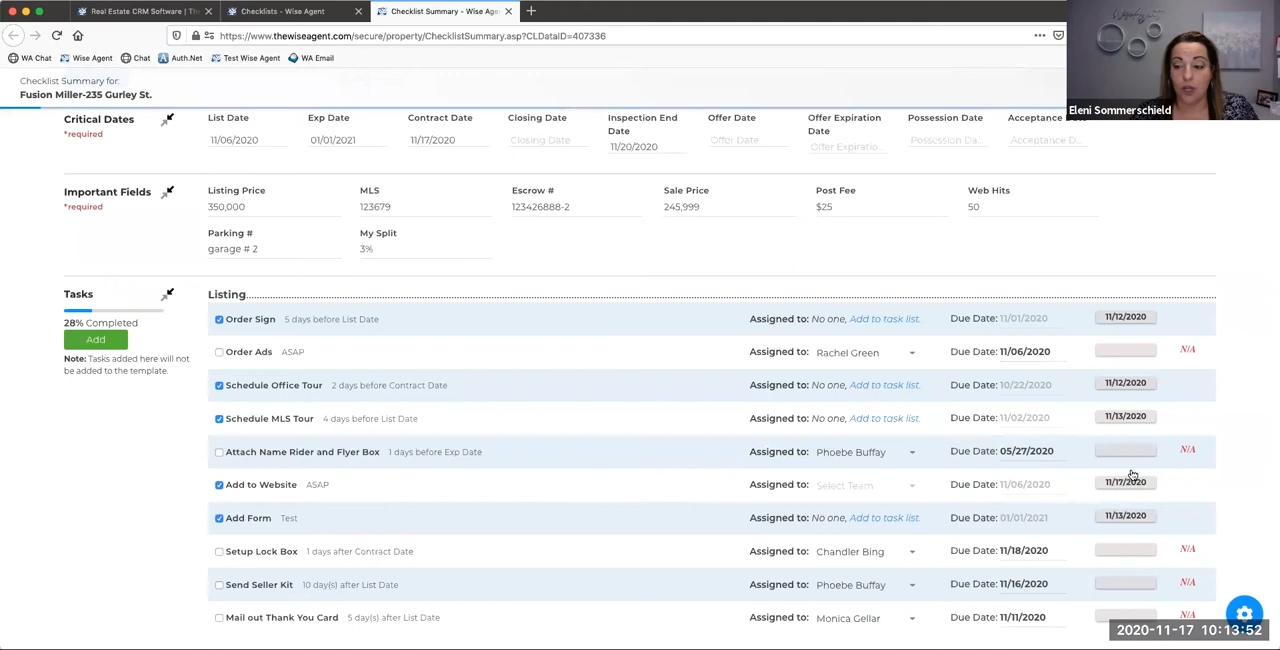 Real Estate CRM Software | Th
Checklists - Wise Agent
Checklist Summary - Wise Age
https://www.thewiseagent.com/secure/property/ChecklistSummary.asp?CLDataID=407336
WA Chat
Wise Agent
Chat
Auth.Net
Test Wise Agent
WA Email
Eleni Sommerschield
Checklist Summary for:
Fusion Miller-235 Gurley St.
Critical Dates
*required
List Date
Exp Date
Contract Date
Closing Date
Inspection End Date
Offer Date
Offer Expiration Date
Possession Date
Acceptance
11/06/2020
01/01/2021
11/17/2020
Closing Date
11/20/2020
Offer Date
Offer Expiratio...
Possession Da...
Acceptance D...
Important Fields
*required
Listing Price
MLS
Escrow #
Sale Price
Post Fee
Web Hits
350,000
123679
123426888-2
245,999
$25
50
Parking #
My Split
garage # 2
3%
Tasks
28% Completed
Add
Note: Tasks added here will not
be added to the template.
Listing
Order Sign 5 days before List Date Assigned to: No one, Add to task list. Due Date: 11/01/2020 11/12/2020
Order Ads ASAP Assigned to: Rachel Green Due Date: 11/06/2020 N/A
Schedule Office Tour 2 days before Contract Date Assigned to: No one, Add to task list. Due Date: 10/22/2020 11/12/2020
Schedule MLS Tour 4 days before List Date Assigned to: No one, Add to task list. Due Date: 11/02/2020 11/13/2020
Attach Name Rider and Flyer Box 1 days before Exp Date Assigned to: Phoebe Buffay Due Date: 05/27/2020 N/A
Add to Website ASAP Assigned to: Select Team Due Date: 11/06/2020 11/17/2020
Add Form Test Assigned to: No one, Add to task list. Due Date: 01/01/2021 11/13/2020
Setup Lock Box 1 days after Contract Date Assigned to: Chandler Bing Due Date: 11/18/2020 N/A
Send Seller Kit 10 day(s) after List Date Assigned to: Phoebe Buffay Due Date: 11/16/2020 N/A
Mail out Thank You Card 5 day(s) after List Date Assigned to: Monica Gellar Due Date: 11/11/2020 N/A
2020-11-17 10:13:52